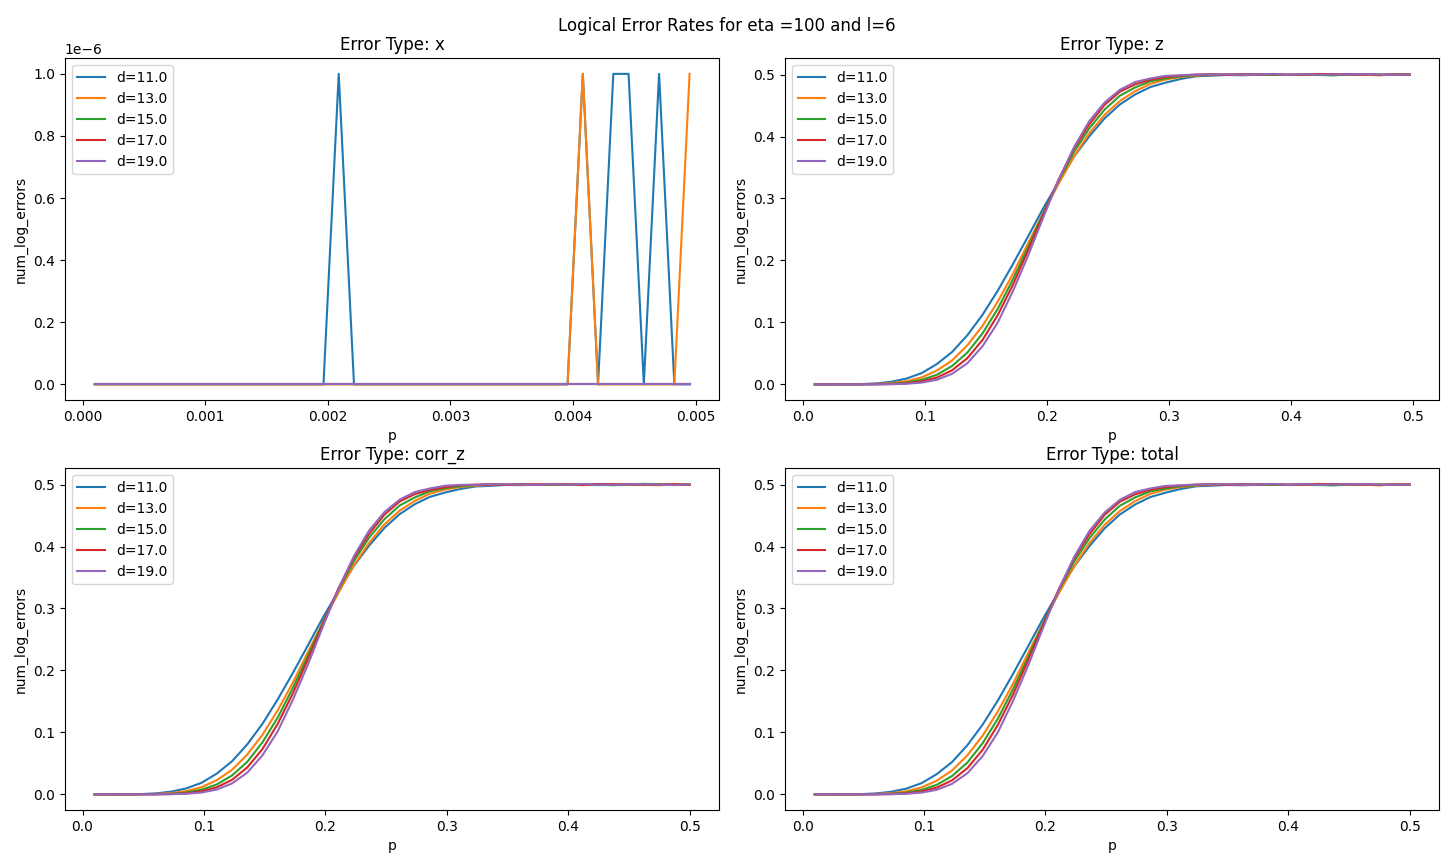 Logical Error Rates for eta =100 and l=6
Error Type: x
1e−6
1.0
0.8
0.6
0.4
0.2
0.0
num_log_errors
d=11.0
d=13.0
d=15.0
d=17.0
d=19.0
0.000 0.001 0.002 0.003 0.004 0.005
p
Error Type: z
0.5
0.4
0.3
0.2
0.1
0.0
num_log_errors
d=11.0
d=13.0
d=15.0
d=17.0
d=19.0
0.0 0.1 0.2 0.3 0.4 0.5
p
Error Type: corr_z
0.5
0.4
0.3
0.2
0.1
0.0
num_log_errors
d=11.0
d=13.0
d=15.0
d=17.0
d=19.0
0.0 0.1 0.2 0.3 0.4 0.5
p
Error Type: total
0.5
0.4
0.3
0.2
0.1
0.0
num_log_errors
d=11.0
d=13.0
d=15.0
d=17.0
d=19.0
0.0 0.1 0.2 0.3 0.4 0.5
p